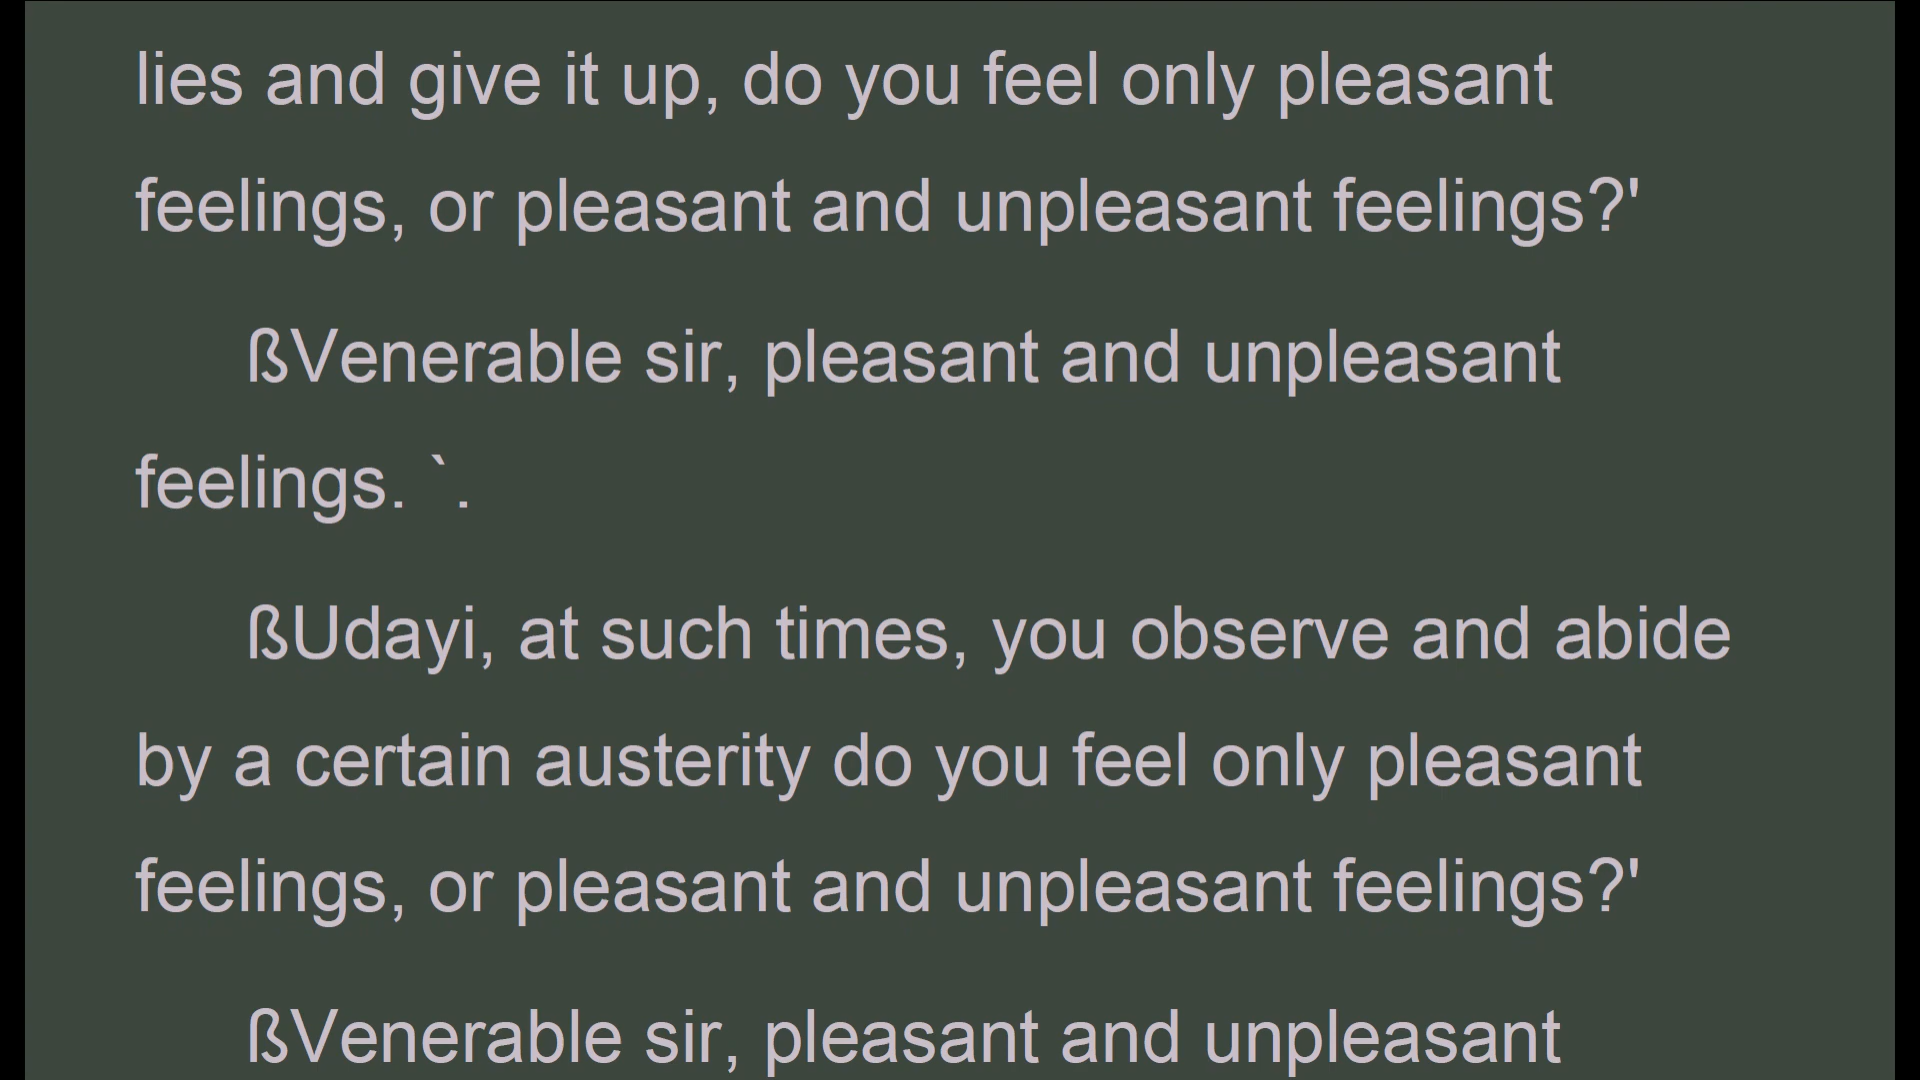 lies and give it up, do you feel only pleasant
feelings, or pleasant and unpleasant feelings?'
ßVenerable sir, pleasant and unpleasant
feelings. `.
ßUdayi, at such times, you observe and abide
by a certain austerity do you feel only pleasant
feelings, or pleasant and unpleasant feelings?'
ßVenerable sir, pleasant and unpleasant